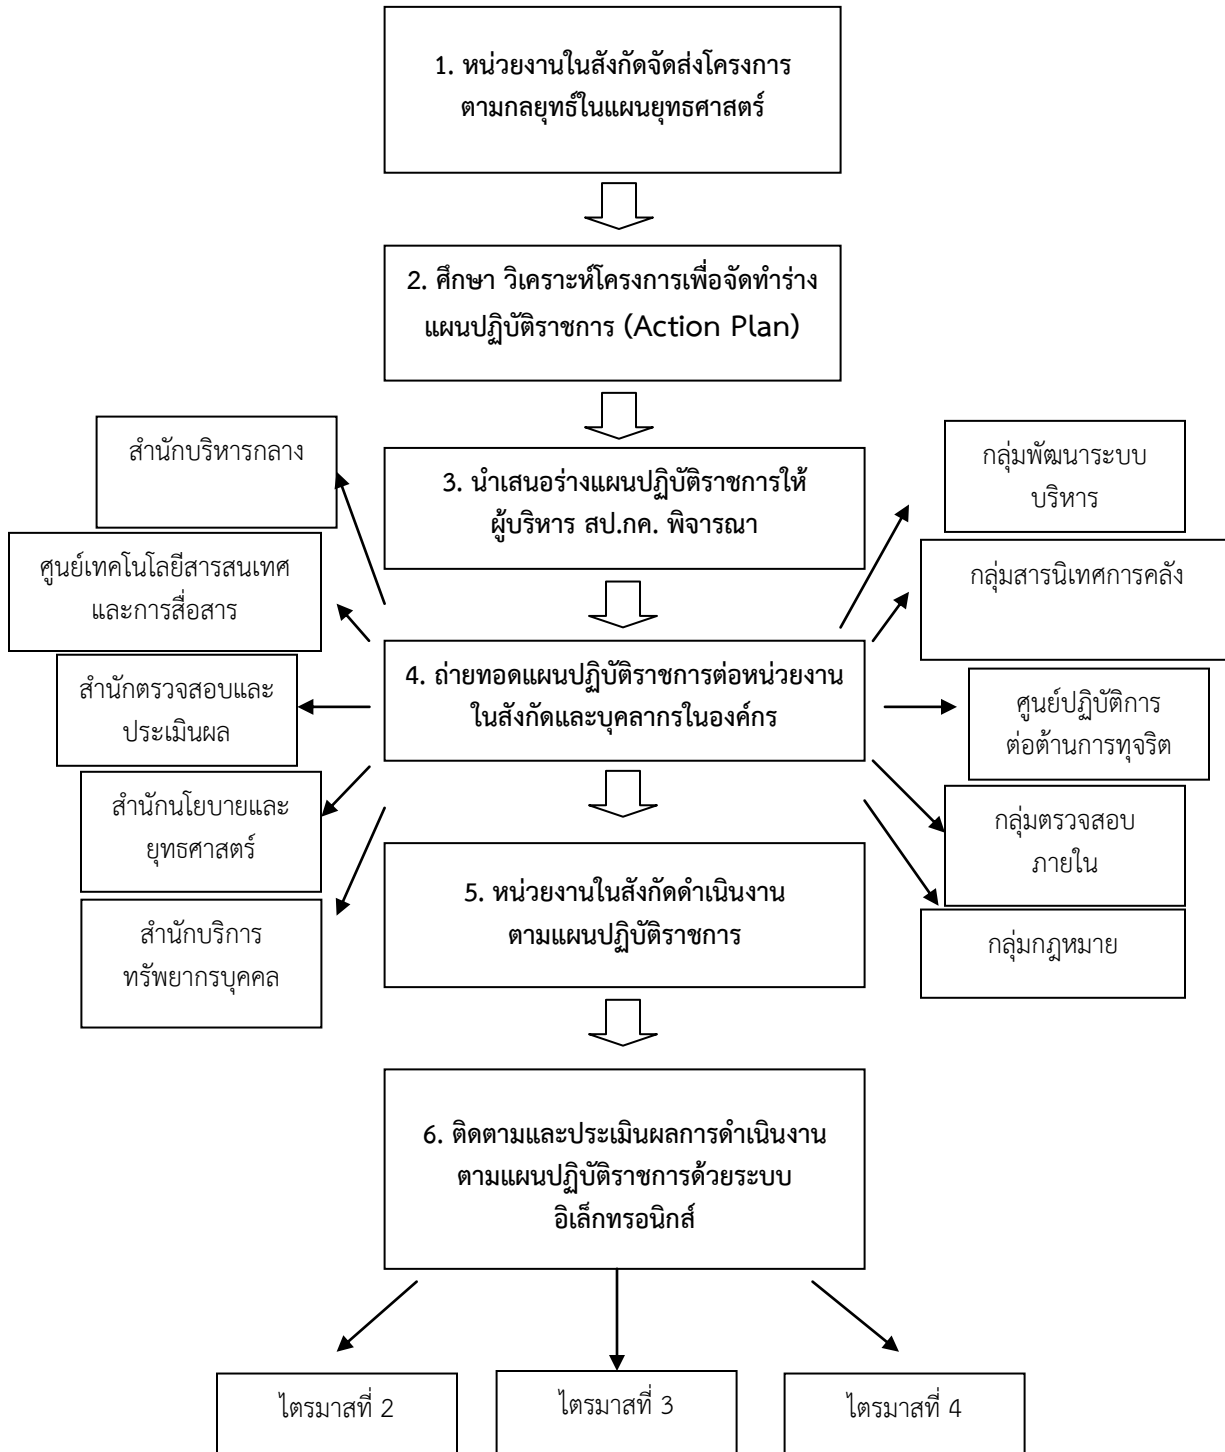 1. หน่วยงานในสังกัดจัดส่งโครงการ
ตามกลยุทธ์ในแผนยุทธศาสตร์
2. ศึกษา วิเคราะห์โครงการเพื่อจัดทำร่าง
แผนปฏิบัติราชการ (Action Plan)
3. นำเสนอร่างแผนปฏิบัติราชการให้
ผู้บริหาร สป.กค. พิจารณา
สำนักบริหารกลาง
ศูนย์เทคโนโลยีสารสนเทศ
และการสื่อสาร
สำนักตรวจสอบและ
ประเมินผล
สำนักนโยบายและ
ยุทธศาสตร์
สำนักบริการ
ทรัพยากรบุคคล
4. ถ่ายทอดแผนปฏิบัติราชการต่อหน่วยงาน
ในสังกัดและบุคลากรในองค์กร
กลุ่มพัฒนาระบบ
บริหาร
กลุ่มสารนิเทศการคลัง
ศูนย์ปฏิบัติการ
ต่อต้านการทุจริต
กลุ่มตรวจสอบ
ภายใน
กลุ่มกฎหมาย
5. หน่วยงานในสังกัดดำเนินงาน
ตามแผนปฏิบัติราชการ
6. ติดตามและประเมินผลการดำเนินงาน
ตามแผนปฏิบัติราชการด้วยระบบ
อิเล็กทรอนิกส์
ไตรมาสที่ 2
ไตรมาสที่ 3
ไตรมาสที่ 4